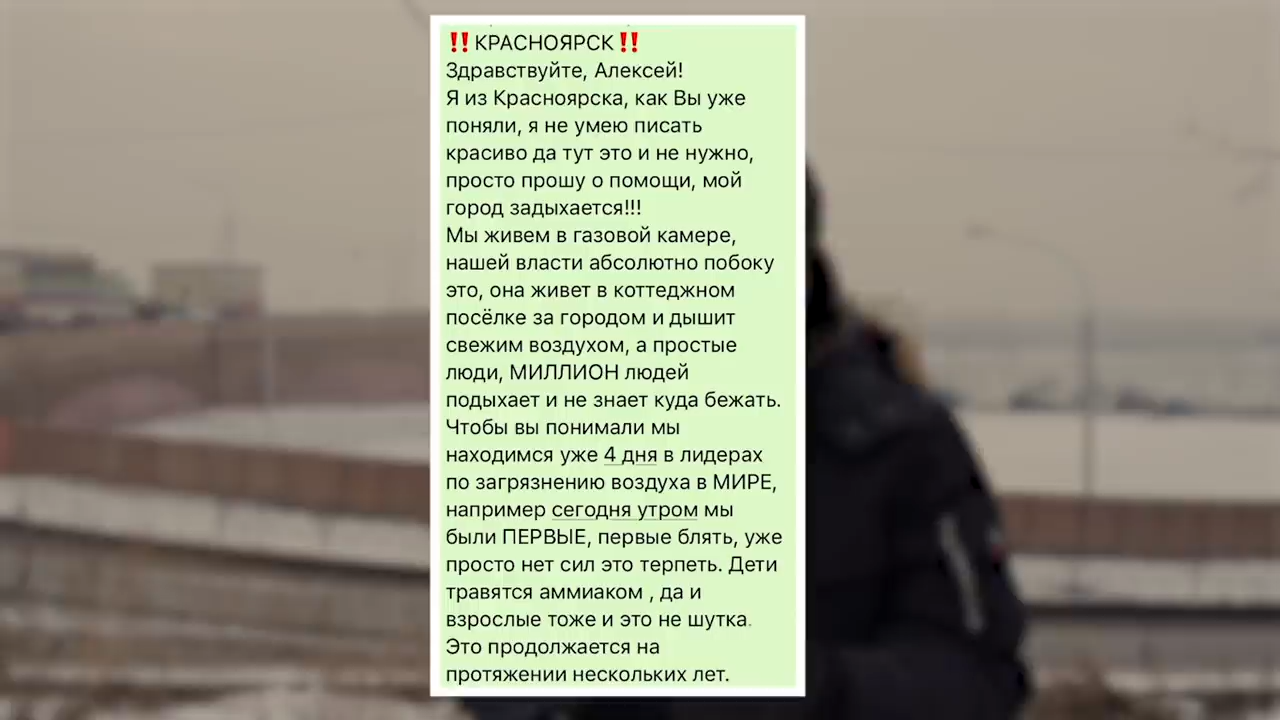 ‼️КРАСНОЯРСК‼️
Здравствуйте, Алексей!
Я из Красноярска, как Вы уже
поняли, я не умею писать
красиво да тут это и не нужно,
просто прошу о помощи, мой
город задыхается!!!
Мы живем в газовой камере,
нашей власти абсолютно побоку
это, она живет в коттеджном
посёлке за городом и дышит
свежим воздухом, а простые
люди, МИЛЛИОН людей
подыхает и не знает куда бежать.
Чтобы вы понимали мы
находимся уже 4 дня в лидерах
по загрязнению воздуха в МИРЕ,
например сегодня утром мы
были ПЕРВЫЕ, первые блять, уже
просто нет сил это терпеть. Дети
травятся аммиаком , да и
взрослые тоже и это не шутка.
Это продолжается на
протяжении нескольких лет.